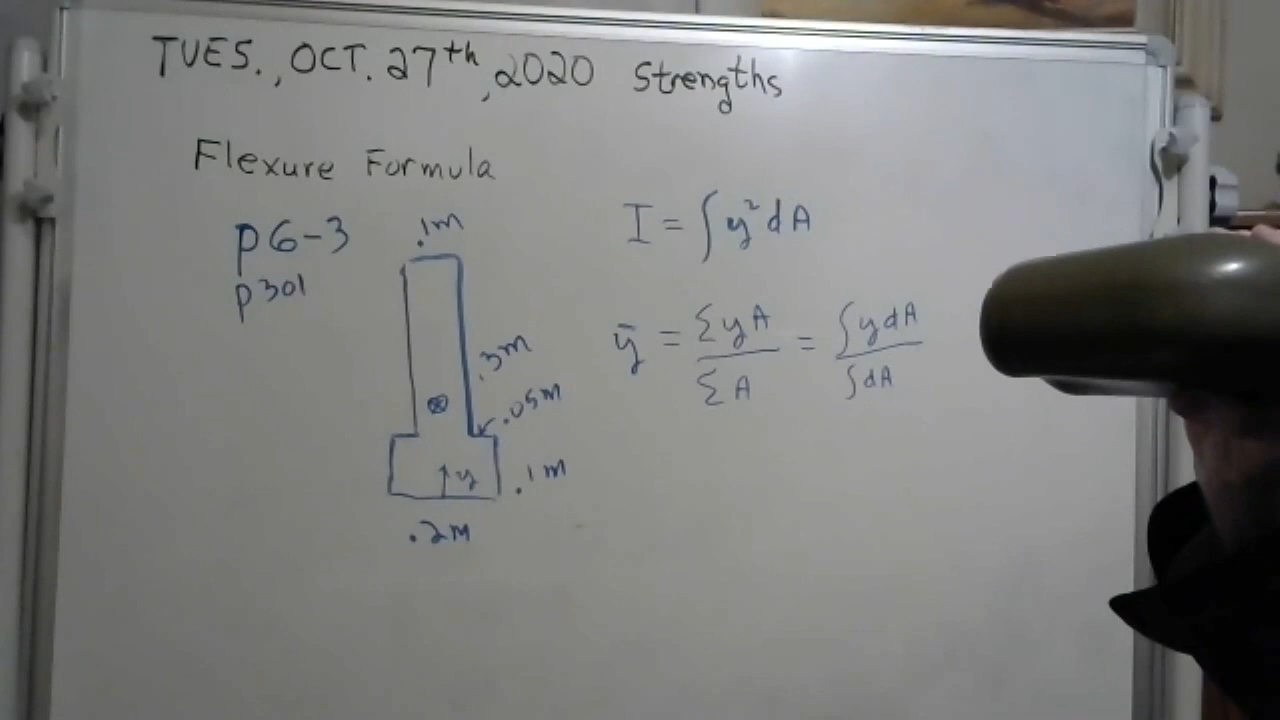 TUES., OCT. 27th, 2020 Strengths
Flexure Formula
p6-3
p301
.1m
.3m
.05m
y
.1m
.2m
I = ∫y²dA
ȳ = ΣyA / ΣA = ∫ydA / ∫dA